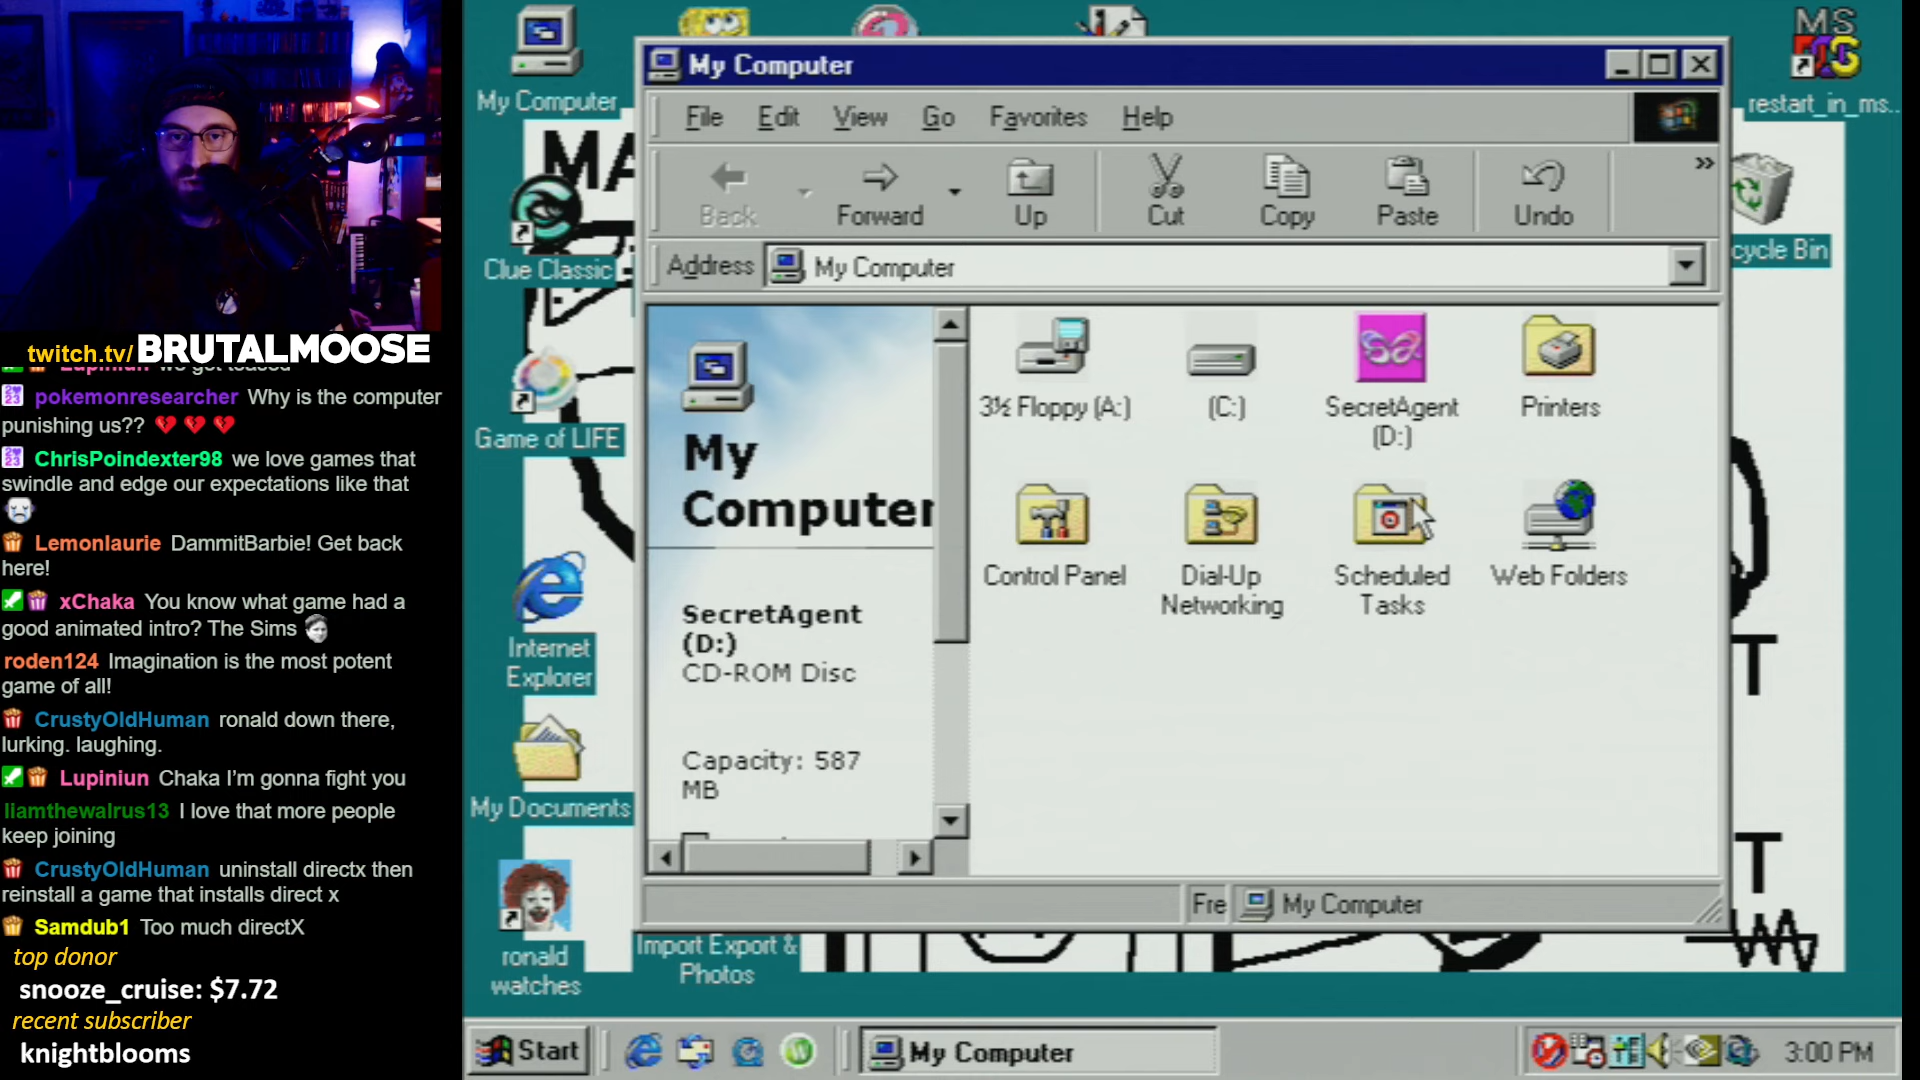 twitch.tv/BRUTALMOOSE
Lupiniun we got teased
pokemonresearcher Why is the computer
punishing us??
ChrisPoindexter98 we love games that
swindle and edge our expectations like that
Lemonlaurie DammitBarbie! Get back
here!
xChaka You know what game had a
good animated intro? The Sims
roden124 Imagination is the most potent
game of all!
CrustyOldHuman ronald down there,
lurking. laughing.
Lupiniun Chaka I'm gonna fight you
liamthewalrus13 I love that more people
keep joining
CrustyOldHuman uninstall directx then
reinstall a game that installs direct x
Samdub1 Too much directX
top donor
snooze_cruise: $7.72
recent subscriber
knightblooms
My Computer
MA
Clue Classic
Game of LIFE
Internet
Explorer
My Documents
ronald
watches
Import Export &
Photos
MS
restart_in_ms...
cycle Bin
T
T
My Computer
File Edit View Go Favorites Help
Back Forward Up Cut Copy Paste Undo
Address My Computer
My
Computer
SecretAgent
(D:)
CD-ROM Disc
Capacity: 587
MB
3½ Floppy (A:)
(C:)
SecretAgent
(D:)
Printers
Control Panel
Dial-Up
Networking
Scheduled
Tasks
Web Folders
Fre My Computer
Start My Computer 3:00 PM